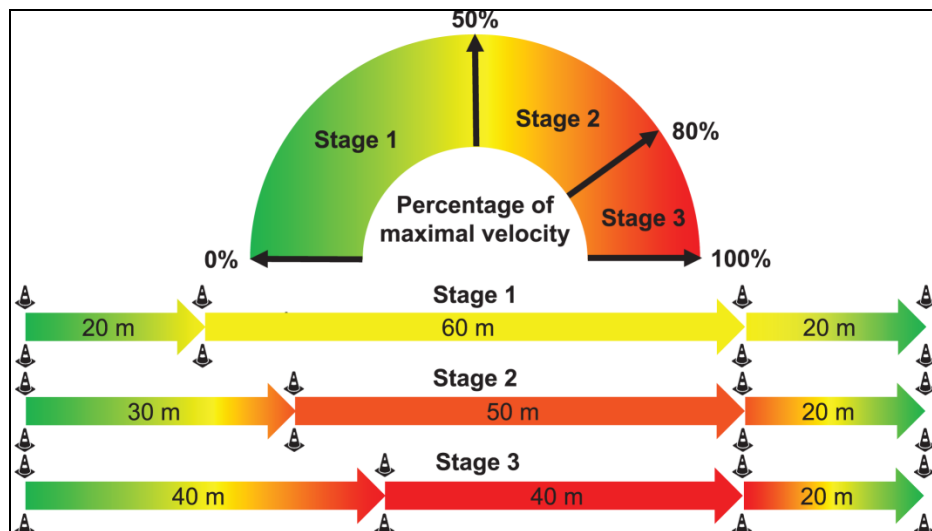 50%
Stage 1
Stage 2
80%
Percentage of
maximal velocity
Stage 3
0%
100%
Stage 1
20 m
60 m
20 m
Stage 2
30 m
50 m
20 m
Stage 3
40 m
40 m
20 m